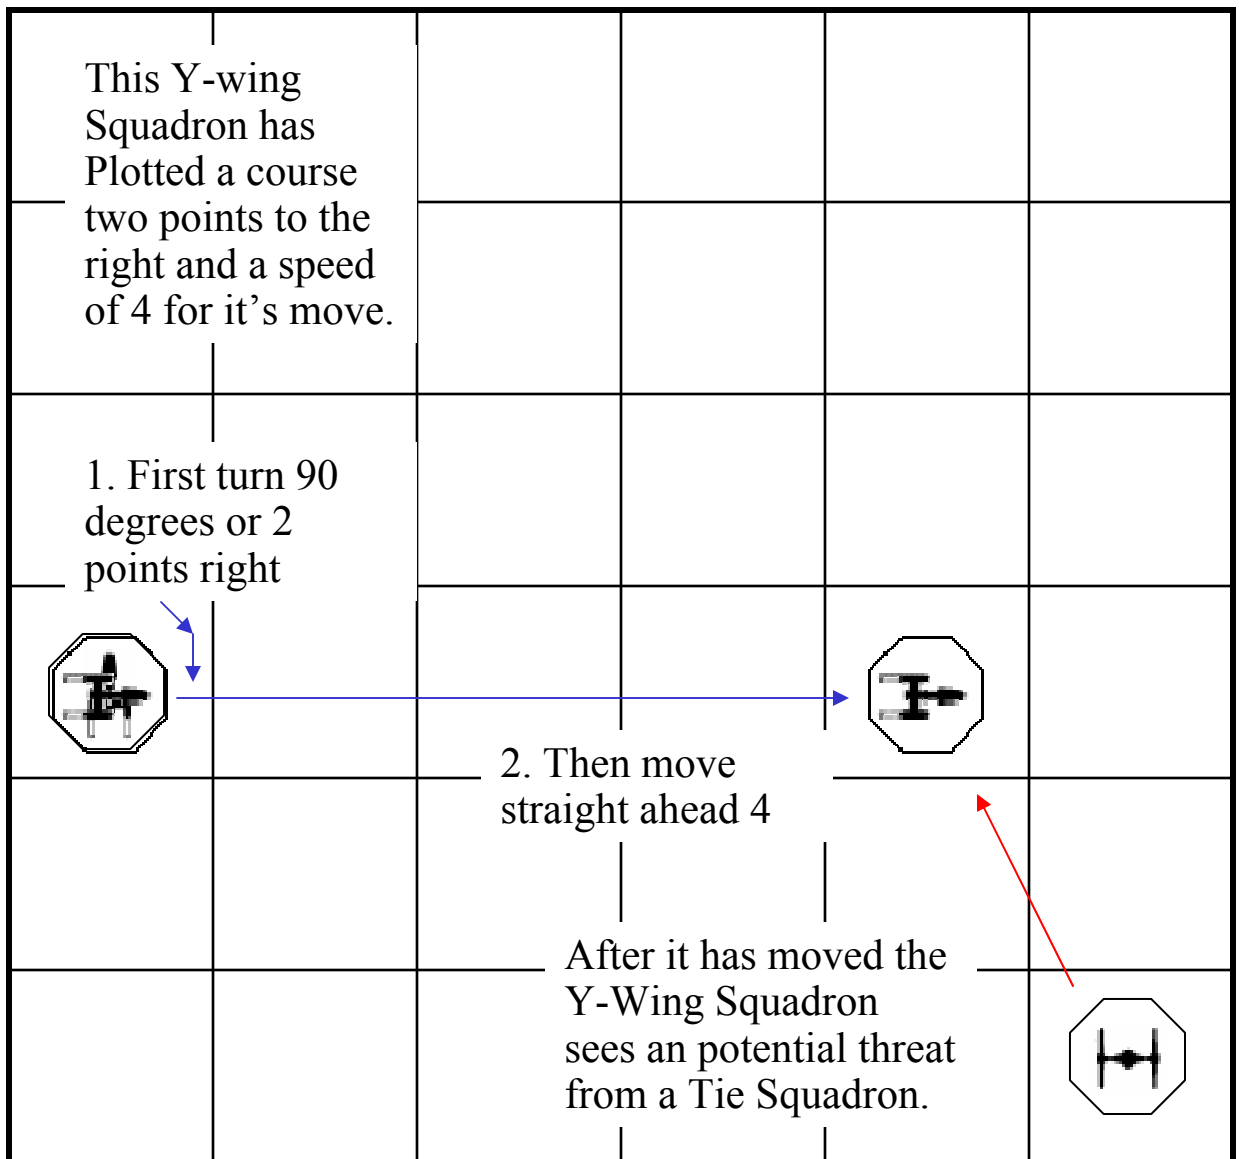 This Y-wing
Squadron has
Plotted a course
two points to the
right and a speed
of 4 for it’s move.
1. First turn 90
degrees or 2
points right
2. Then move
straight ahead 4
After it has moved the
Y-Wing Squadron
sees an potential threat
from a Tie Squadron.